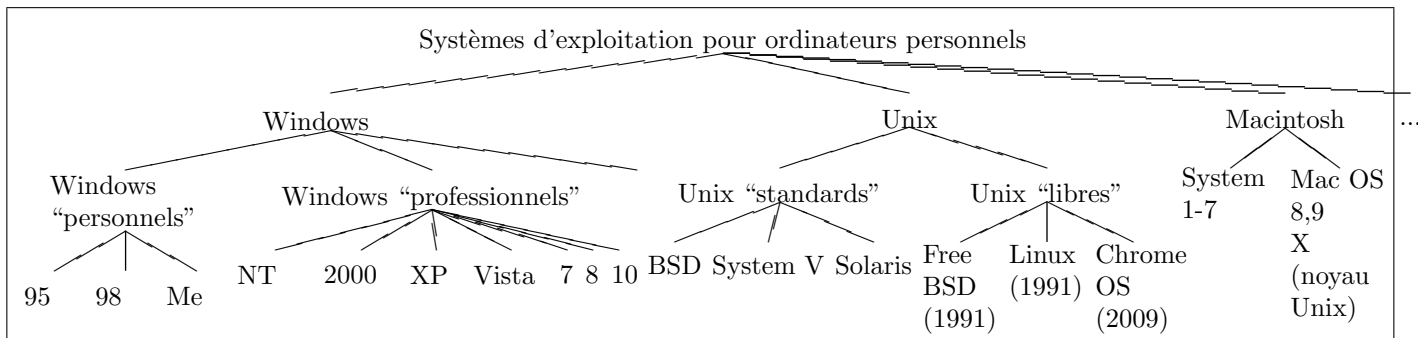 Systèmes d'exploitation pour ordinateurs personnels
Windows
Unix
Macintosh
...
Windows
“personnels”
95
98
Me
Windows “professionnels”
NT
2000
XP
Vista
7
8
10
Unix “standards”
BSD
System V
Solaris
Unix “libres”
Free
BSD
(1991)
Linux
(1991)
Chrome
OS
(2009)
System
1-7
Mac OS
8,9
X
(noyau
Unix)